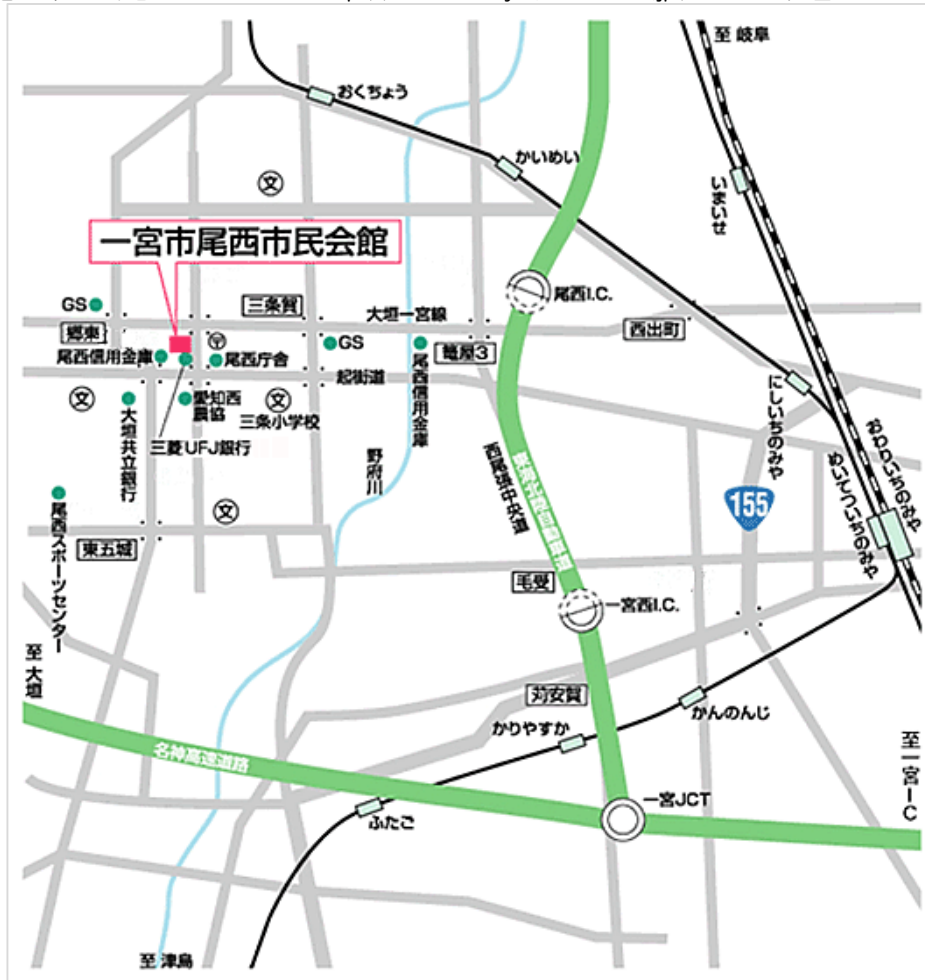 至 岐阜
おくちょう
かいめい
いまいせ
文
一宮市尾西市民会館
尾西I.C.
GS
三条賀
大垣一宮線
郷東
西出町
〒
GS
篭屋3
尾西信用金庫
尾西庁舎
尾西信用金庫
起街道
にしいちのみや
文
愛知西
農協
文
三条小学校
大垣共立銀行
三菱UFJ銀行
おわりいちのみや
めいてついちのみや
野府川
西尾張中央道
155
尾西スポーツセンター
文
東五城
毛受
一宮西I.C.
至 大垣
苅安賀
かんのんじ
かりやすか
至一宮IC
名神高速道路
一宮JCT
ふたご
至 津島